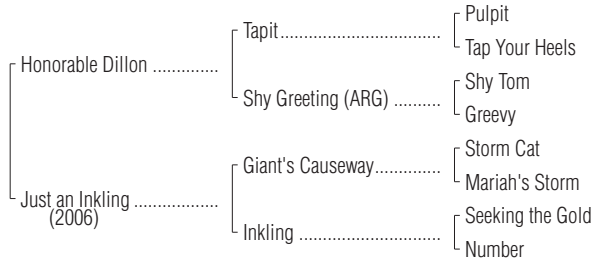 Pulpit
Tapit................................
Tap Your Heels
Honorable Dillon ..............
Shy Tom
Shy Greeting (ARG) ..........
Greevy
Storm Cat
Giant's Causeway..............
Mariah's Storm
Just an Inkling ..................
(2006)
Seeking the Gold
Inkling ..............................
Number